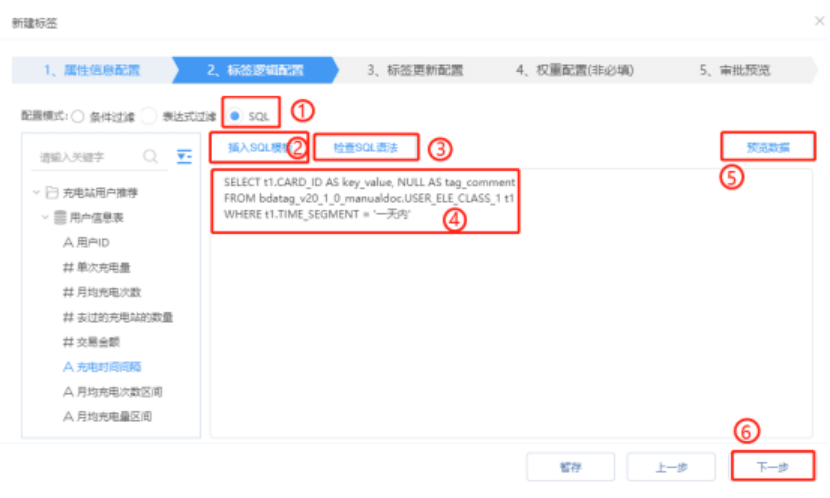 新建标签
1、属性信息配置 2、标签逻辑配置 3、标签更新配置 4、权重配置(非必填) 5、审批预览
配置模式: 条件过滤 表达式过滤 SQL ①
插入SQL模 ② 检查SQL语法 ③ 预览数据
⑤
请输入关键字
SELECT t1.CARD_ID AS key_value, NULL AS tag_comment
FROM bdatag_v20_1_0_manualdoc.USER_ELE_CLASS_1 t1
WHERE t1.TIME_SEGMENT = '一天内' ④
充电站用户推荐
用户信息表
A 用户ID
# 单次充电量
# 月均充电次数
# 去过的充电站的数量
# 交易金额
A 充电时间间隔
A 月均充电次数区间
A 月均充电量区间
⑥
暂存 上一步 下一步